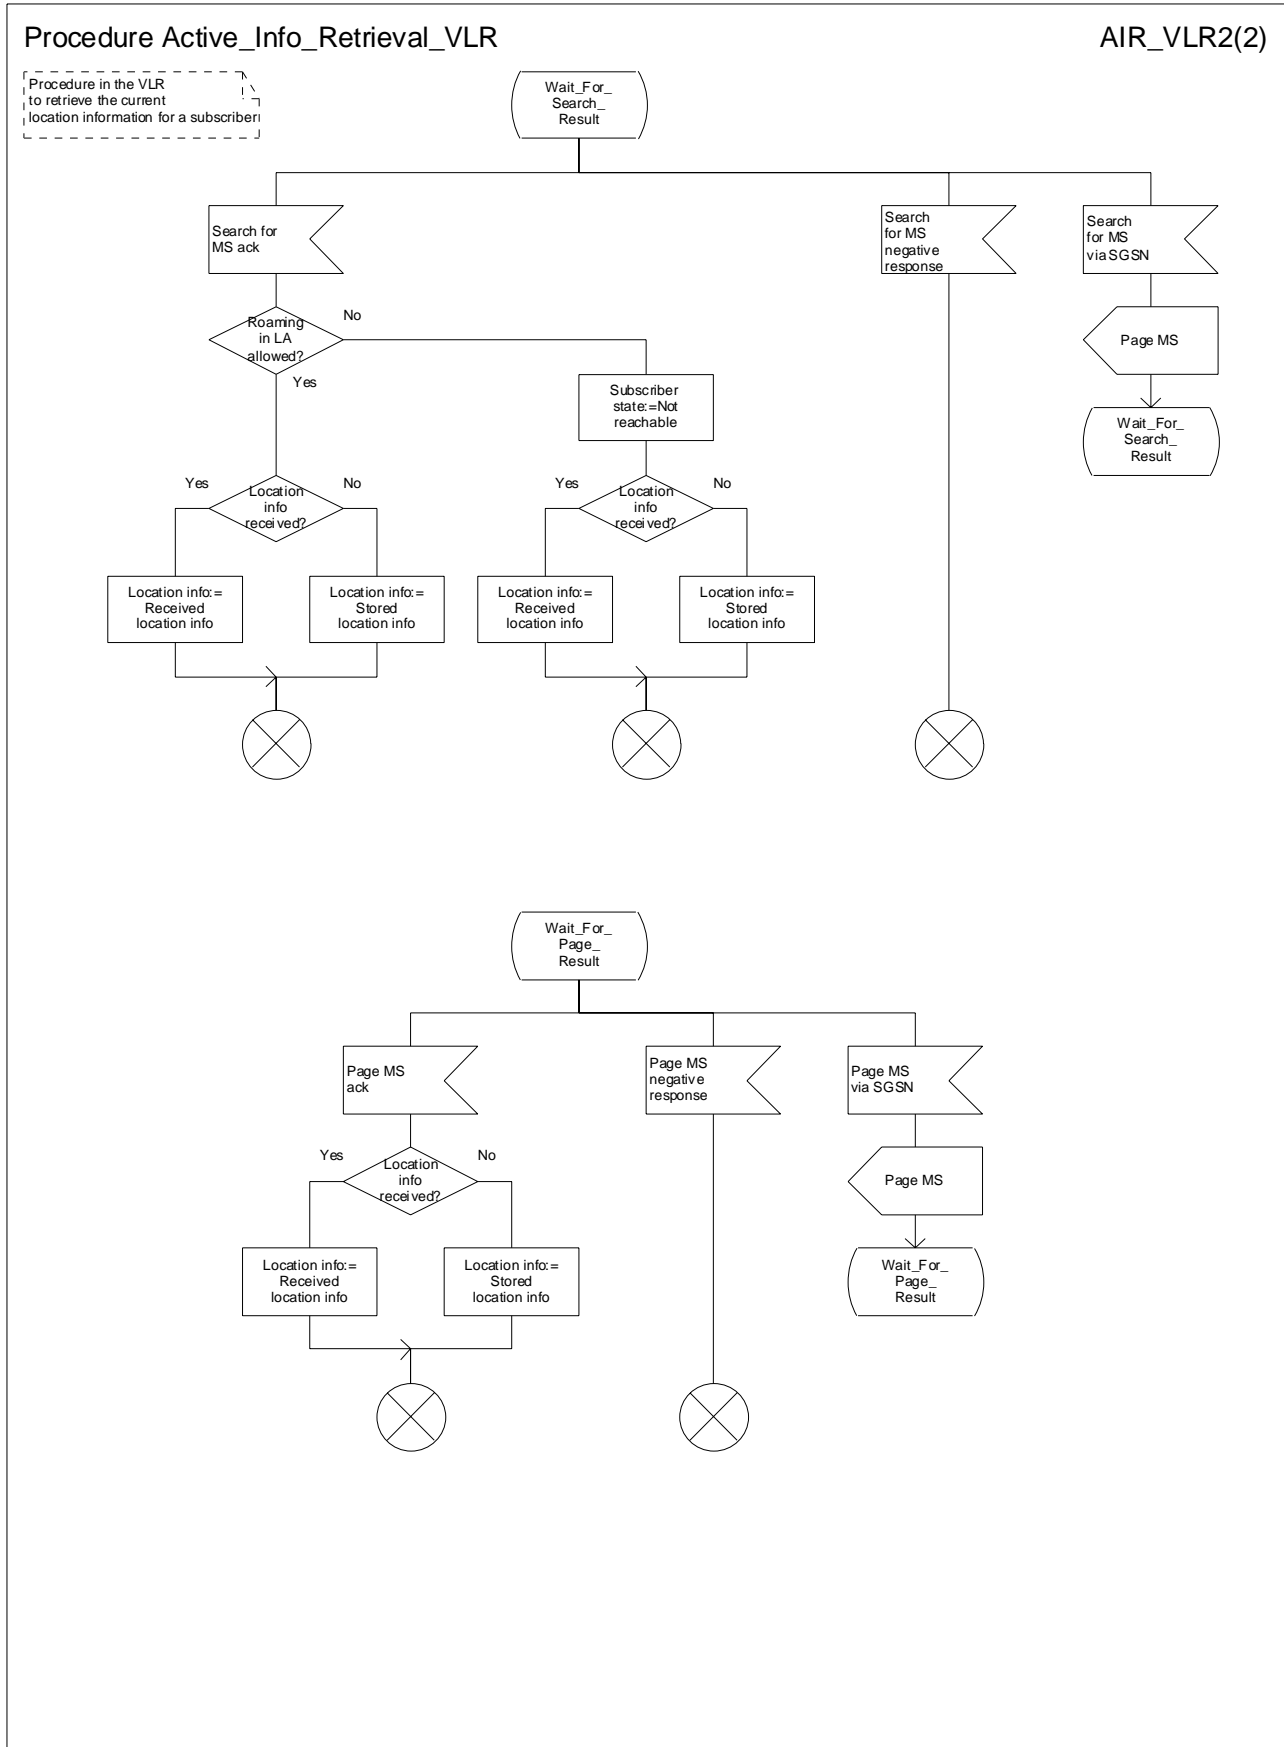 Procedure Active_Info_Retrieval_VLR
AIR_VLR2(2)
Procedure in the VLR
to retrieve the current
location information for a subscriber
Wait_For_
Search_
Result
Search for
MS ack
Search
for MS
negative
response
Search
for MS
via SGSN
Roaming
in LA
allowed?
No
Yes
Page MS
Subscriber
state:=Not
reachable
Wait_For_
Search_
Result
Yes
Location
info
received?
No
Yes
Location
info
received?
No
Location info:=
Received
location info
Location info:=
Stored
location info
Location info:=
Received
location info
Location info:=
Stored
location info
Wait_For_
Page_
Result
Page MS
ack
Page MS
negative
response
Page MS
via SGSN
Yes
Location
info
received?
No
Page MS
Location info:=
Received
location info
Location info:=
Stored
location info
Wait_For_
Page_
Result